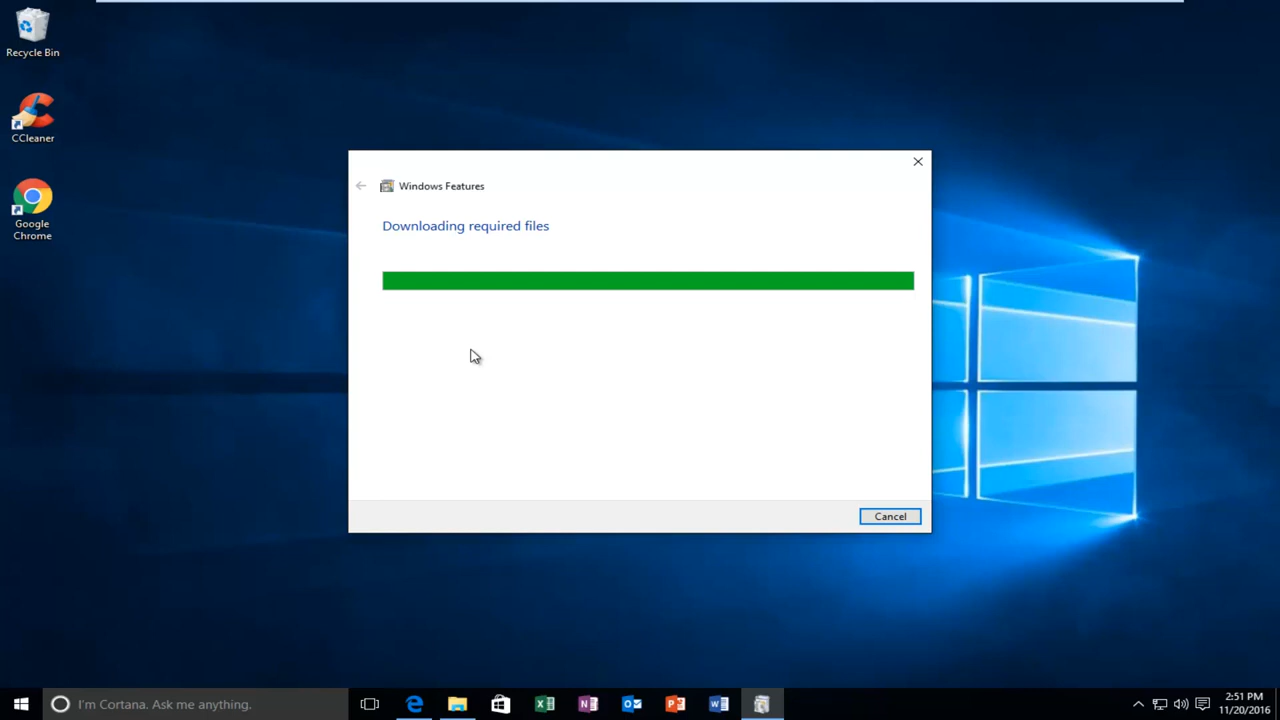 Recycle Bin
CCleaner
Google
Chrome
Windows Features
Downloading required files
Cancel
I'm Cortana. Ask me anything.
2:51 PM
11/20/2016